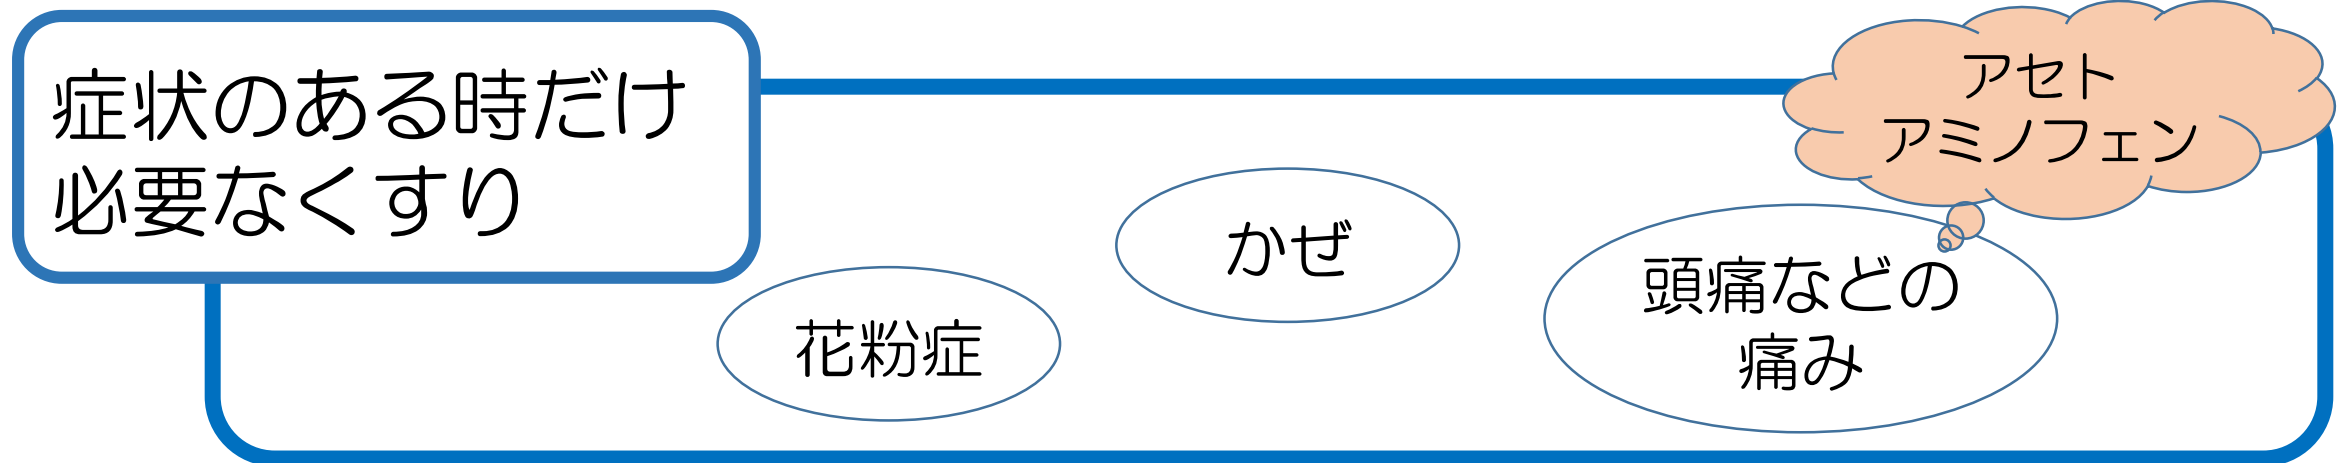 症状のある時だけ
必要なくすり
アセト
アミノフェン
かぜ
頭痛などの
痛み
花粉症